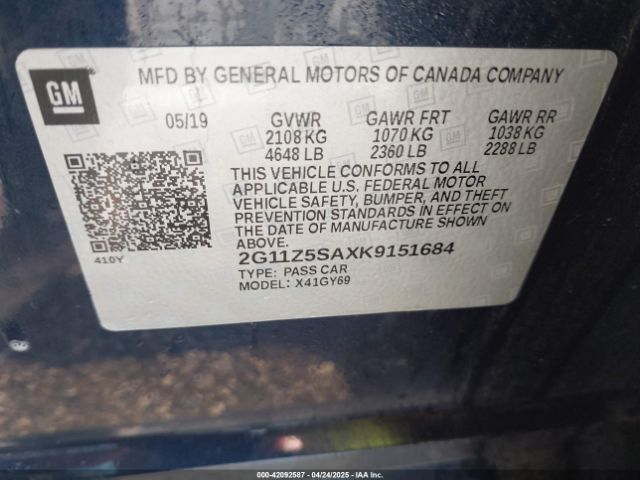 GM
MFD BY GENERAL MOTORS OF CANADA COMPANY
05/19 GVWR GAWR FRT GAWR RR
2108 KG 1070 KG 1038 KG
4648 LB 2360 LB 2288 LB
THIS VEHICLE CONFORMS TO ALL
APPLICABLE U.S. FEDERAL MOTOR
VEHICLE SAFETY, BUMPER, AND THEFT
PREVENTION STANDARDS IN EFFECT ON
THE DATE OF MANUFACTURE SHOWN
ABOVE.
410Y
2G11Z5SAXK9151684
TYPE: PASS CAR
MODEL: X41GY69
000-42092587 - 04/24/2025 - IAAI.COM